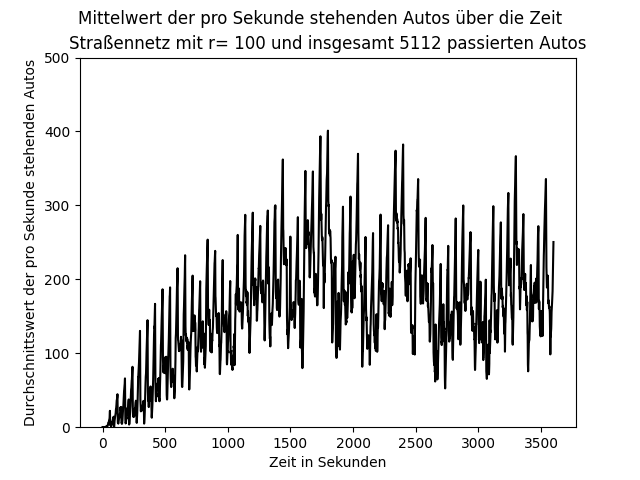 Mittelwert der pro Sekunde stehenden Autos über die Zeit
Straßennetz mit r= 100 und insgesamt 5112 passierten Autos
Durchschnittswert der pro Sekunde stehenden Autos
500
400
300
200
100
0
0 500 1000 1500 2000 2500 3000 3500
Zeit in Sekunden